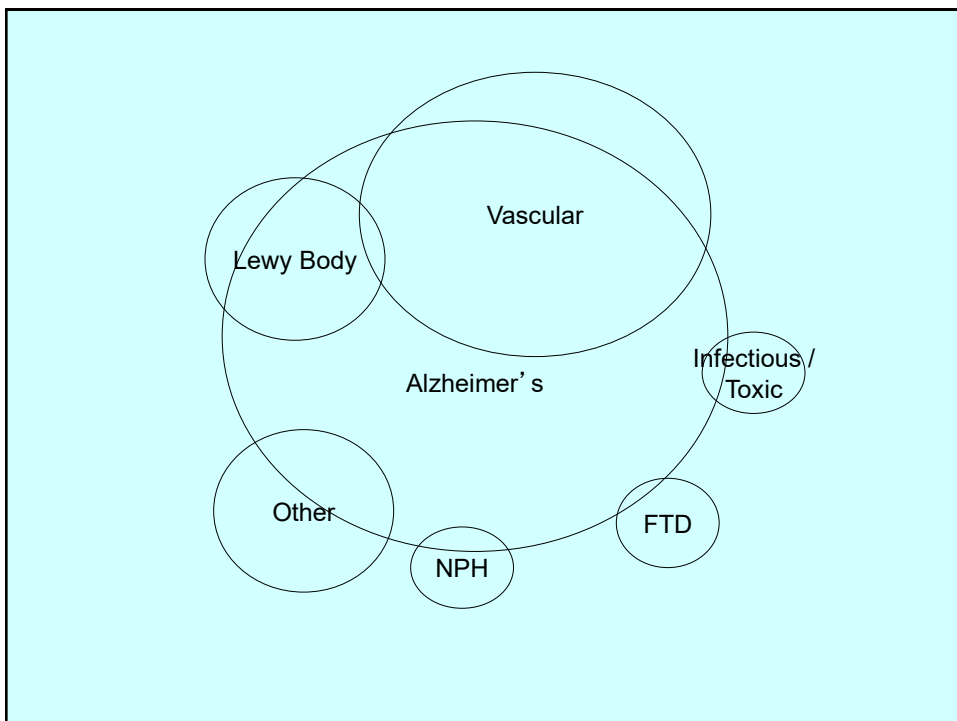 Vascular
Lewy Body
Infectious /
Toxic
Alzheimer’s
Other
FTD
NPH